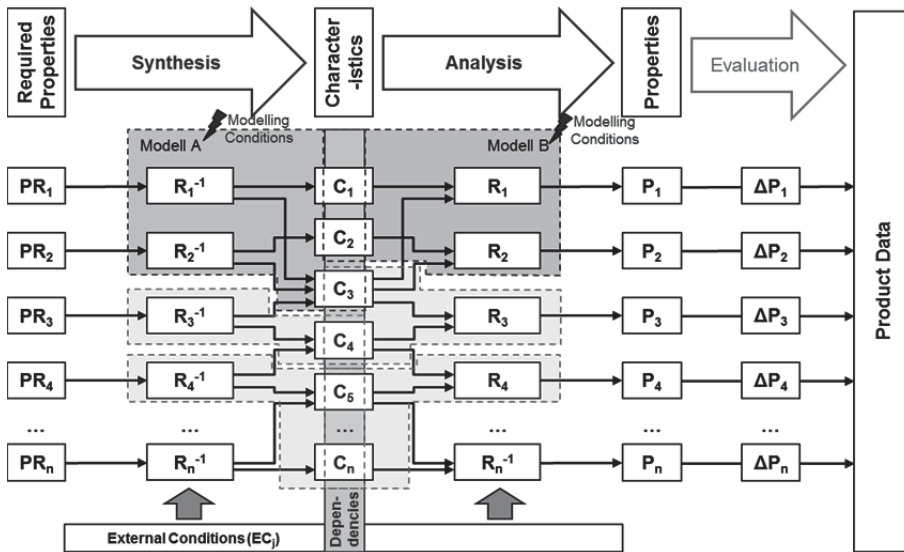 Required
Properties
Synthesis
Character
-istics
Analysis
Properties
Evaluation
Product Data
Modelling
Conditions
Modell A
Modell B
Modelling
Conditions
PR1
R1-1
C1
R1
P1
ΔP1
PR2
R2-1
C2
R2
P2
ΔP2
C3
PR3
R3-1
R3
P3
ΔP3
C4
PR4
R4-1
R4
P4
ΔP4
C5
... ... ... ... ... ...
PRn
Rn-1
Cn
Rn-1
Pn
ΔPn
Depen-
dencies
External Conditions (ECj)